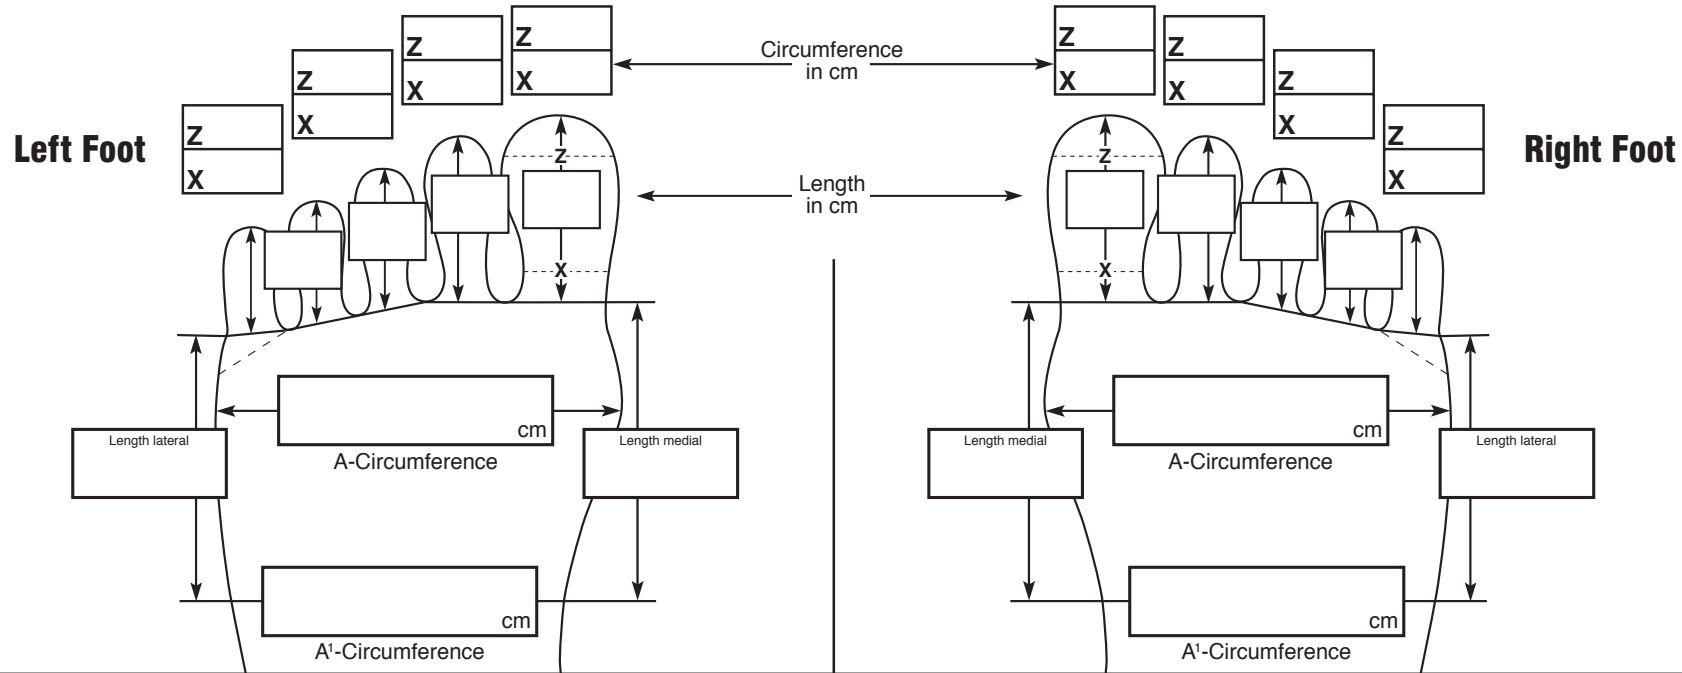 Z
X
Z
X
Z
X
Z
X
Circumference
in cm
Z
X
Z
X
Z
X
Z
X
Left Foot
Right Foot
Z
X
Length
in cm
Z
X
cm
A-Circumference
Length lateral
Length medial
cm
A¹-Circumference
cm
A-Circumference
Length medial
Length lateral
cm
A¹-Circumference